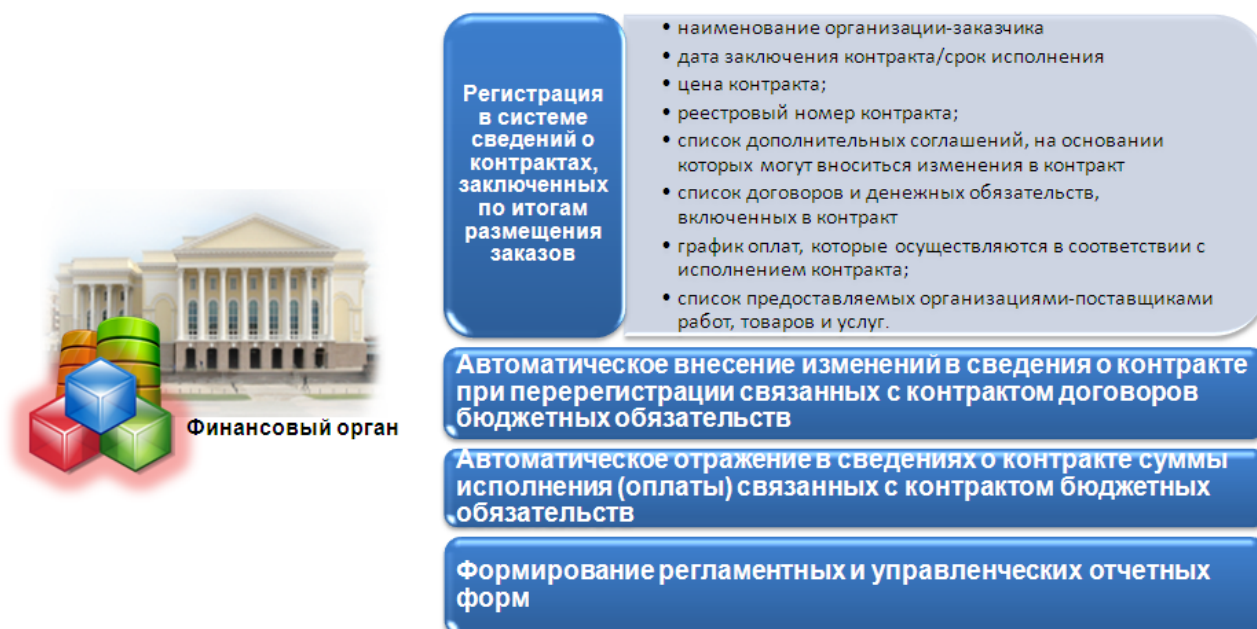 Финансовый орган
Регистрация
в системе
сведений о
контрактах,
заключенных
по итогам
размещения
заказов
• наименование организации-заказчика
• дата заключения контракта/срок исполнения
• цена контракта;
• реестровый номер контракта;
• список дополнительных соглашений, на основании
которых могут вноситься изменения в контракт
• список договоров и денежных обязательств,
включенных в контракт
• график оплат, которые осуществляются в соответствии с
исполнением контракта;
• список предоставляемых организациями-поставщиками
работ, товаров и услуг.
Автоматическое внесение изменений в сведения о контракте
при перерегистрации связанных с контрактом договоров
бюджетных обязательств
Автоматическое отражение в сведениях о контракте суммы
исполнения (оплаты) связанных с контрактом бюджетных
обязательств
Формирование регламентных и управленческих отчетных
форм